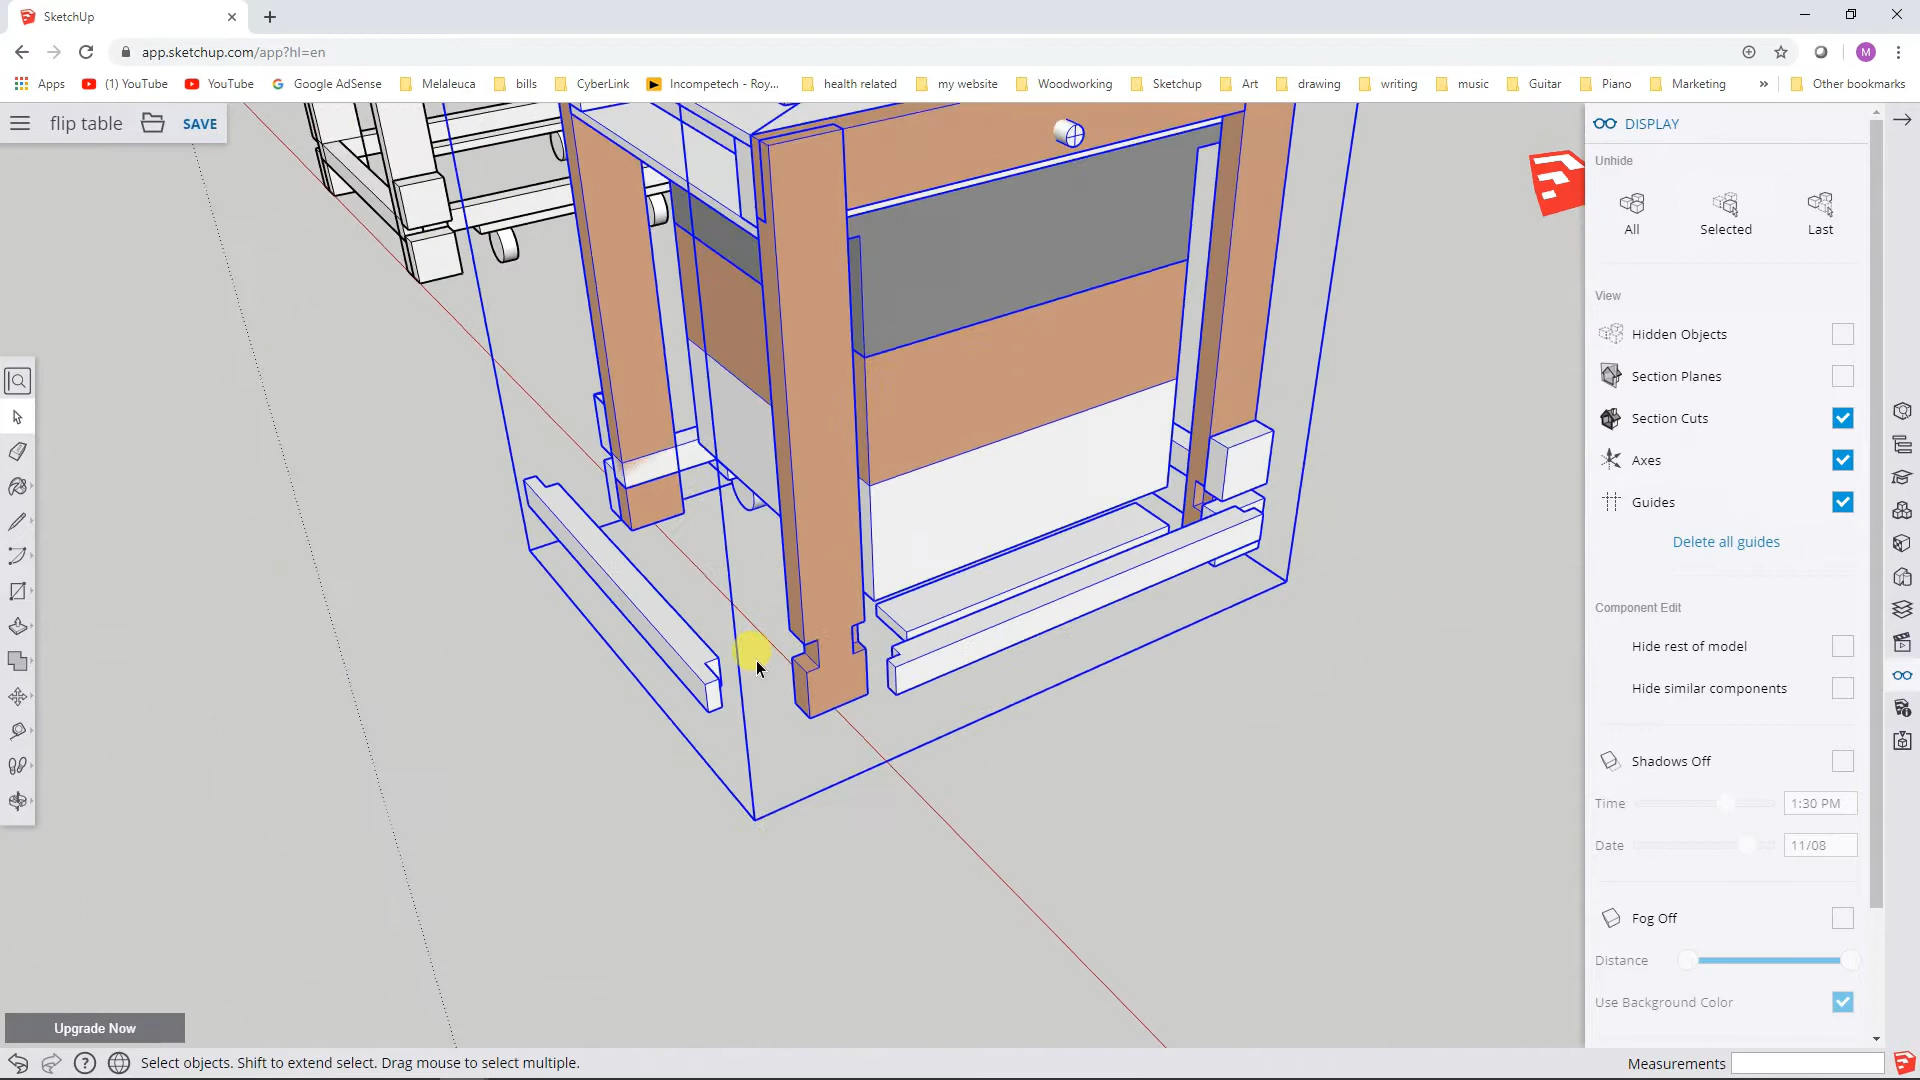 SketchUp
app.sketchup.com/app?hl=en
M
Apps (1) YouTube YouTube Google AdSense Melaleuca bills CyberLink Incompetech - Roy... health related my website Woodworking Sketchup Art drawing writing music Guitar Piano Marketing » Other bookmarks
flip table SAVE
DISPLAY
Unhide
All Selected Last
View
Hidden Objects
Section Planes
Section Cuts
Axes
Guides
Delete all guides
Component Edit
Hide rest of model
Hide similar components
Shadows Off
Time 1:30 PM
Date 11/08
Fog Off
Distance
Use Background Color
Upgrade Now
Select objects. Shift to extend select. Drag mouse to select multiple.
Measurements